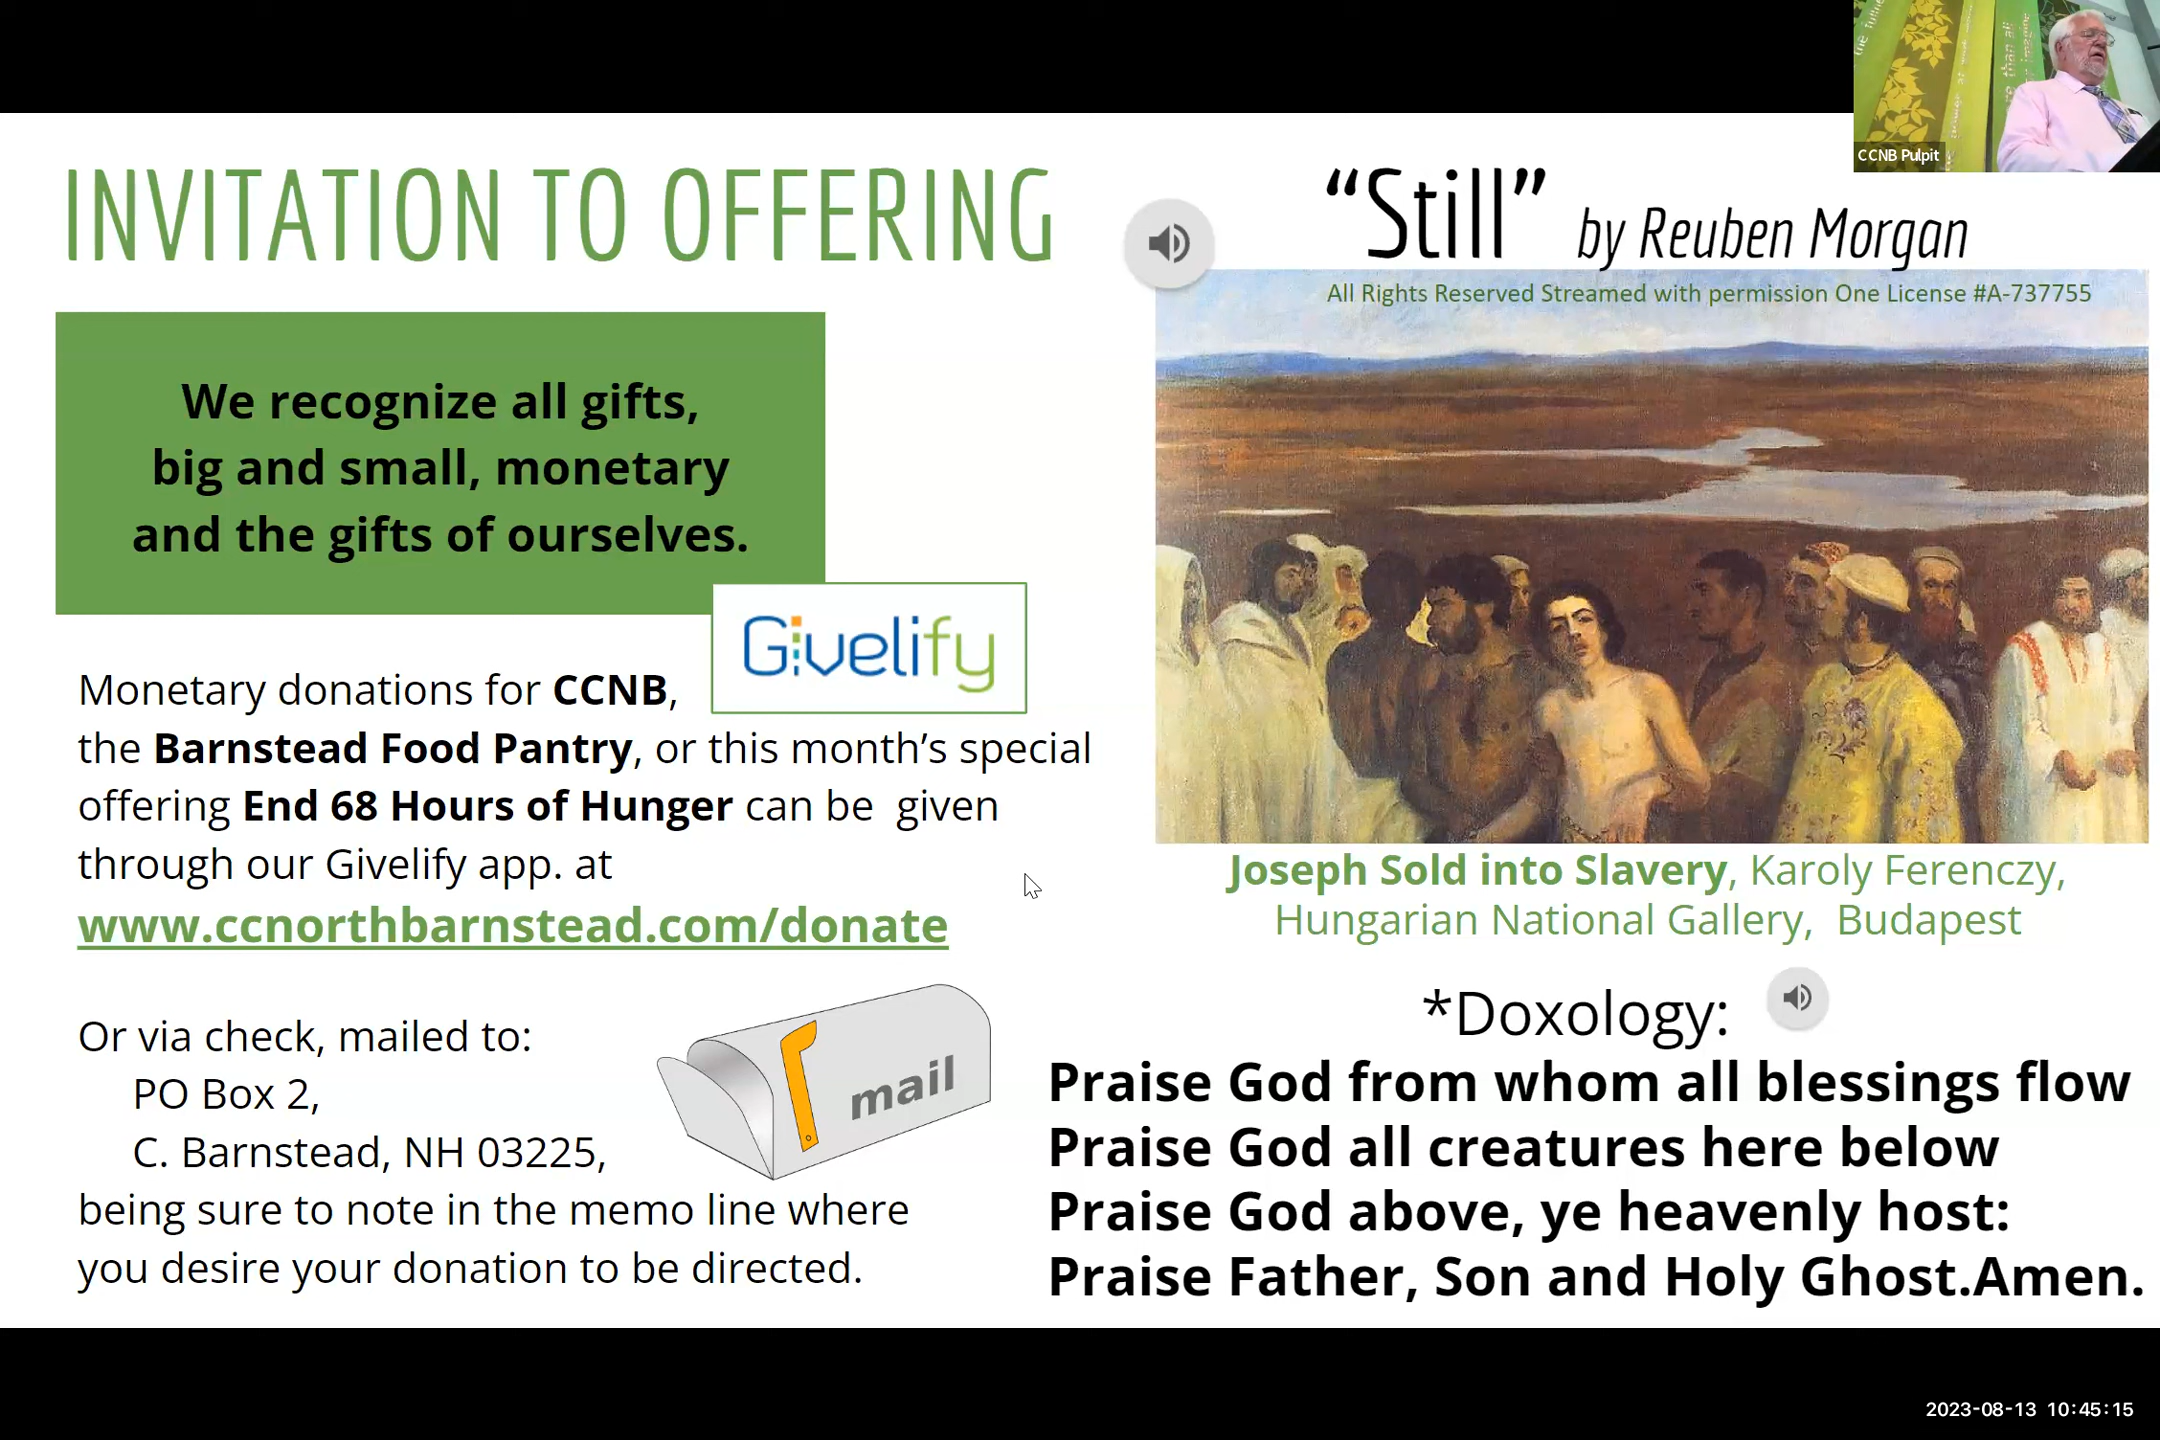 INVITATION TO OFFERING
We recognize all gifts,
big and small, monetary
and the gifts of ourselves.
Givelify
Monetary donations for CCNB,
the Barnstead Food Pantry, or this month's special
offering End 68 Hours of Hunger can be given
through our Givelify app. at
www.ccnorthbarnstead.com/donate
Or via check, mailed to:
PO Box 2,
C. Barnstead, NH 03225,
being sure to note in the memo line where
you desire your donation to be directed.
mail
"Still" by Reuben Morgan
All Rights Reserved Streamed with permission One License #A-737755
Joseph Sold into Slavery, Karoly Ferenczy,
Hungarian National Gallery, Budapest
*Doxology:
Praise God from whom all blessings flow
Praise God all creatures here below
Praise God above, ye heavenly host:
Praise Father, Son and Holy Ghost.Amen.
than all
CCNB Pulpit
2023-08-13 10:45:15